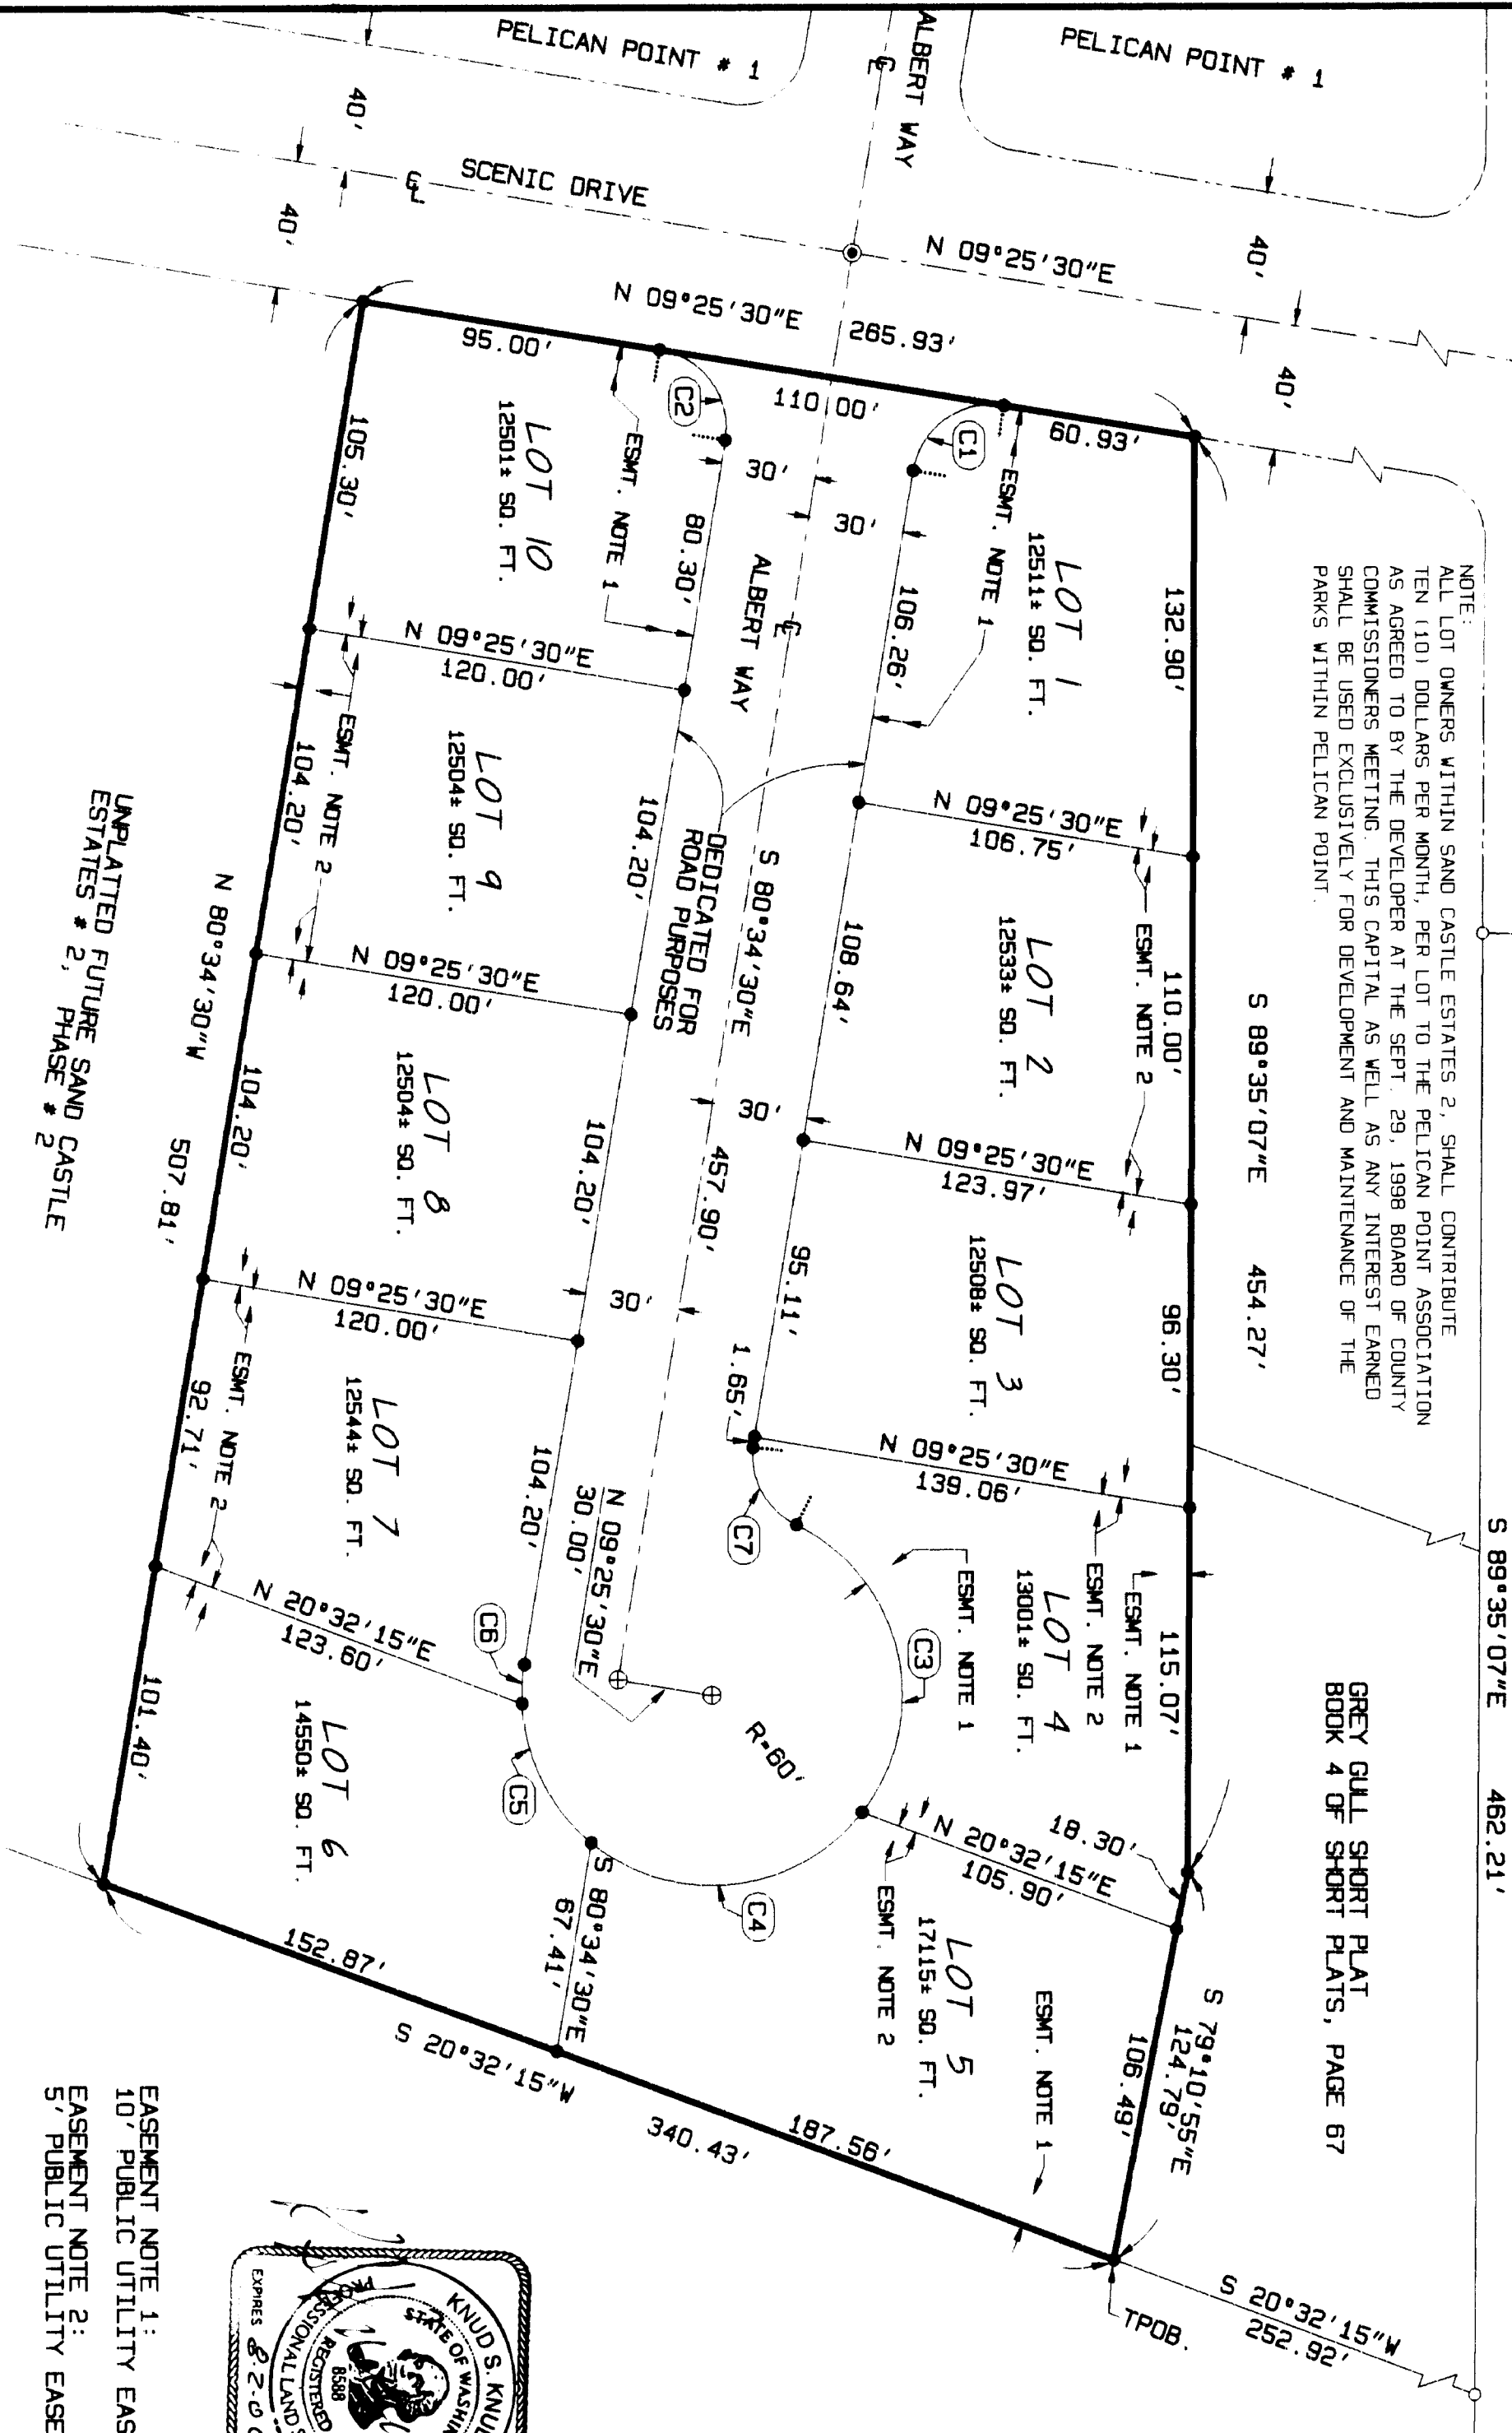 PELICAN POINT # 1
PELICAN POINT # 1
ALBERT WAY
℄
40'
40'
40'
40'
40'
SCENIC DRIVE
℄
N 09°25'30"E
N 09°25'30"E 265.93'
95.00'
110.00'
60.93'
NOTE:
ALL LOT OWNERS WITHIN SAND CASTLE ESTATES 2, SHALL CONTRIBUTE
TEN (10) DOLLARS PER MONTH, PER LOT TO THE PELICAN POINT ASSOCIATION
AS AGREED TO BY THE DEVELOPER AT THE SEPT. 29, 1998 BOARD OF COUNTY
COMMISSIONERS MEETING. THIS CAPITAL AS WELL AS ANY INTEREST EARNED
SHALL BE USED EXCLUSIVELY FOR DEVELOPMENT AND MAINTENANCE OF THE
PARKS WITHIN PELICAN POINT.
S 89°35'07"E 462.21'
GREY GULL SHORT PLAT
BOOK 4 OF SHORT PLATS, PAGE 67
S 89°35'07"E 454.27'
132.90'
110.00'
96.30'
115.07'
18.30'
S 79°10'55"E
124.79'
106.49'
LOT 1
12511± SQ. FT.
ESMT. NOTE 1
C1
106.26'
N 09°25'30"E
106.75'
ESMT. NOTE 2
LOT 2
12533± SQ. FT.
108.64'
N 09°25'30"E
123.97'
LOT 3
12508± SQ. FT.
95.11'
1.65'
N 09°25'30"E
139.06'
ESMT. NOTE 1
ESMT. NOTE 2
LOT 4
13001± SQ. FT.
ESMT. NOTE 1
C7
C3
N 20°32'15"E
105.90'
ESMT. NOTE 2
LOT 5
17115± SQ. FT.
ESMT. NOTE 1
C4
R=60'
30'
30'
ALBERT WAY
℄
DEDICATED FOR
ROAD PURPOSES
S 80°34'30"E 457.90'
30'
30'
N 09°25'30"E
30.00'
C2
80.30'
104.20'
104.20'
104.20'
C6
C5
S 80°34'30"E
67.41'
LOT 10
12501± SQ. FT.
ESMT. NOTE 1
N 09°25'30"E
120.00'
ESMT. NOTE 2
LOT 9
12504± SQ. FT.
N 09°25'30"E
120.00'
LOT 8
12504± SQ. FT.
N 09°25'30"E
120.00'
LOT 7
12544± SQ. FT.
ESMT. NOTE 2
N 20°32'15"E
123.60'
LOT 6
14550± SQ. FT.
105.30'
104.20'
104.20'
92.71'
101.40'
N 80°34'30"W 507.81'
UNPLATTED FUTURE SAND CASTLE
ESTATES # 2, PHASE # 2
152.87'
187.56'
S 20°32'15"W 340.43'
TPOB.
S 20°32'15"W
252.92'
EASEMENT NOTE 1:
10' PUBLIC UTILITY EAS
EASEMENT NOTE 2:
5' PUBLIC UTILITY EASE
KNUD S. KNU
STATE OF WASHIN
8588
REGISTERED
PROFESSIONAL LAND S
EXPIRES